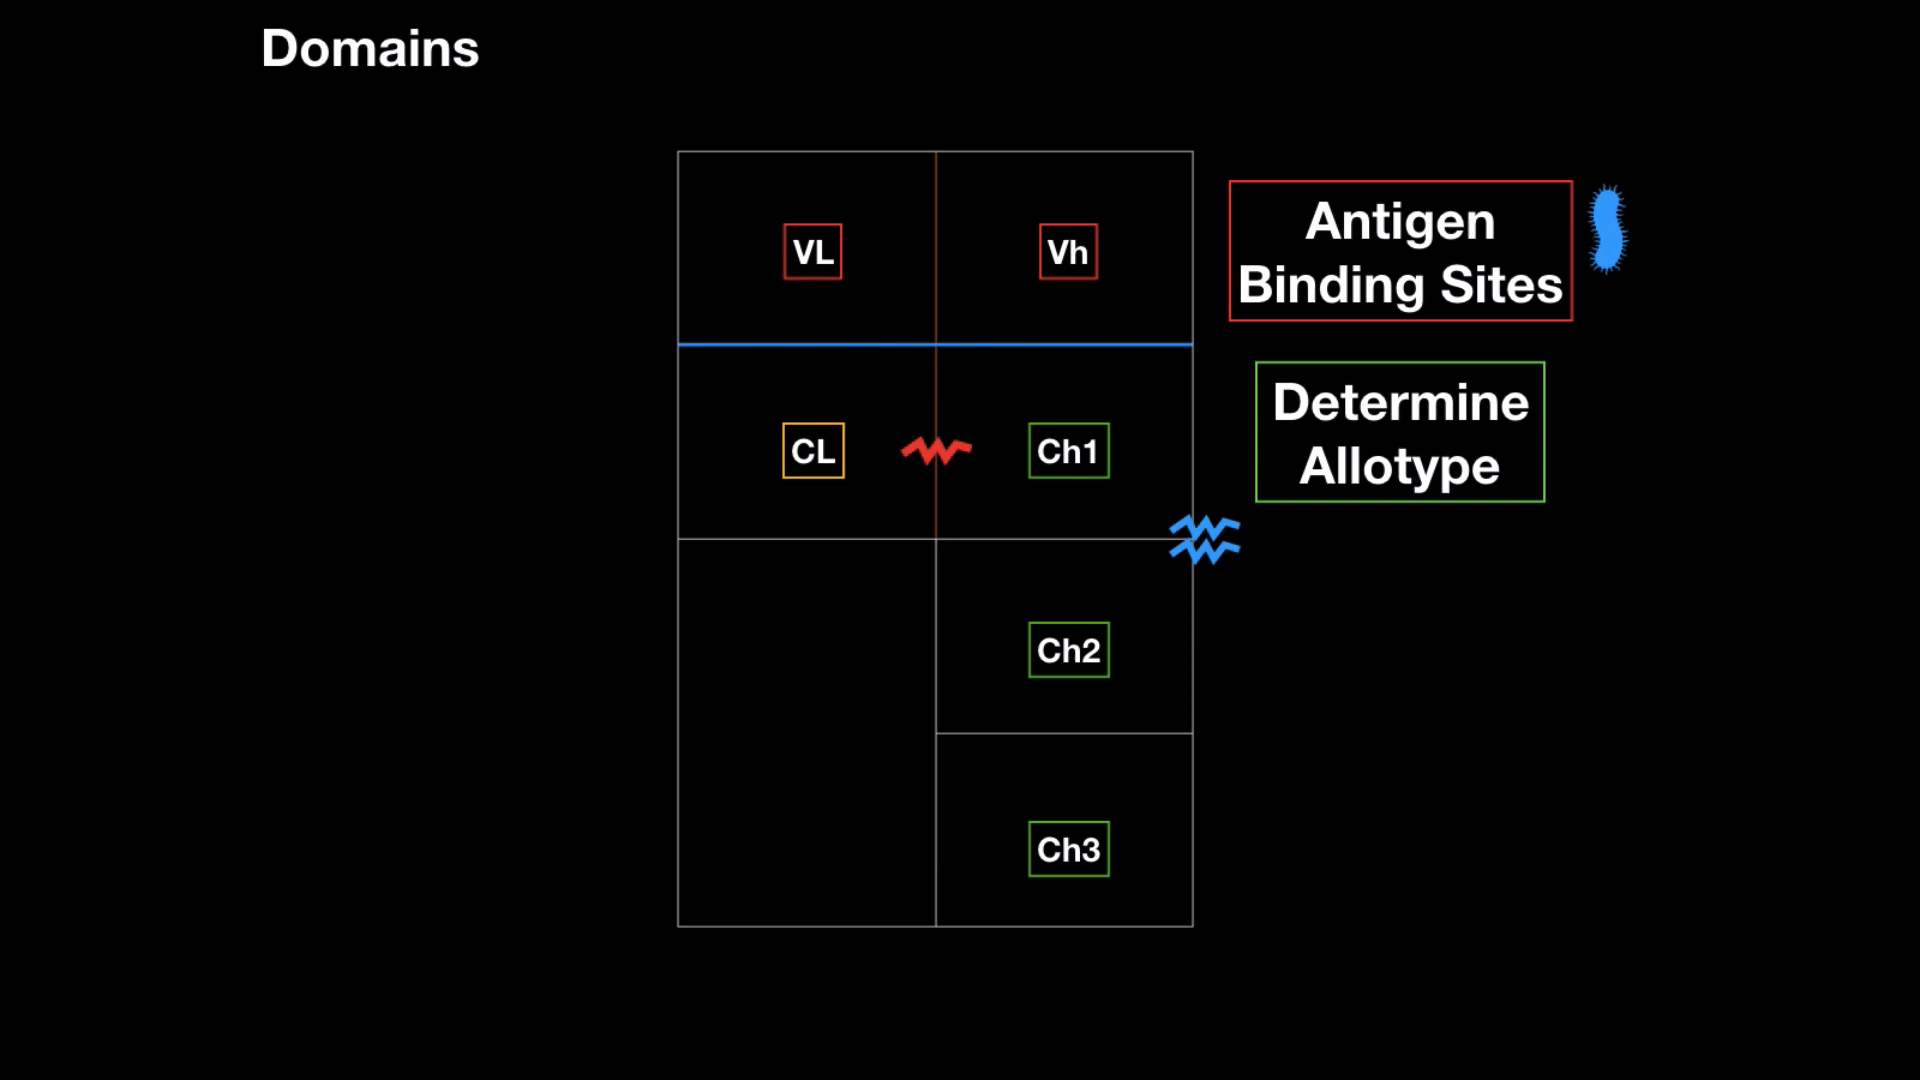 Domains
VL
Vh
Antigen
Binding Sites
CL
Ch1
Determine
Allotype
Ch2
Ch3